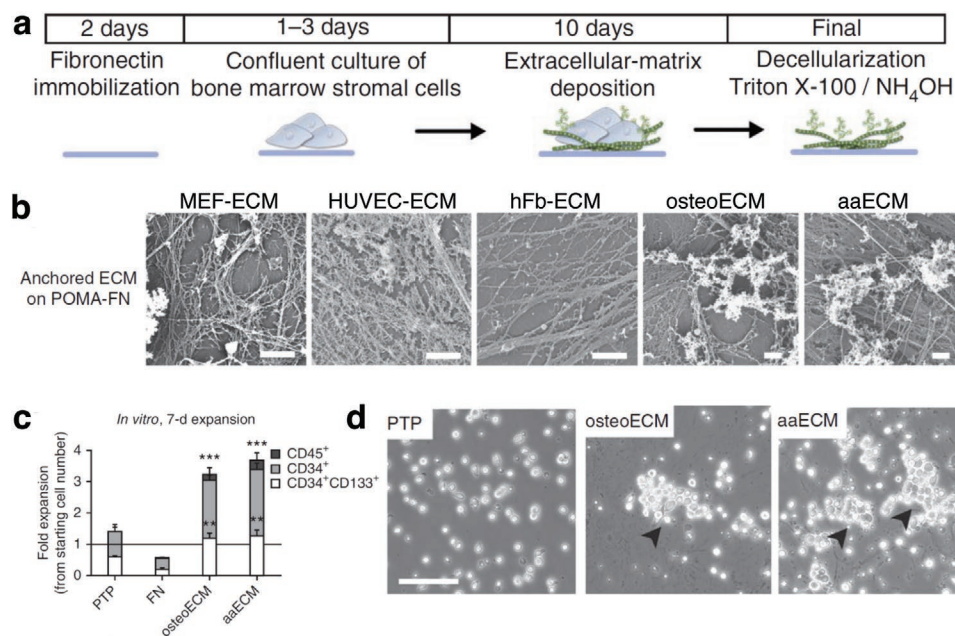 a
2 days 1–3 days 10 days Final
Fibronectin immobilization
Confluent culture of bone marrow stromal cells
Extracellular-matrix deposition
Decellularization Triton X-100 / NH4OH
b
MEF-ECM HUVEC-ECM hFb-ECM osteoECM aaECM
Anchored ECM
on POMA-FN
c
In vitro, 7-d expansion
Fold expansion
(from starting cell number)
4
3
2
1
0
***
***
**
**
CD45+
CD34+
CD34+CD133+
PTP FN osteoECM aaECM
d
PTP osteoECM aaECM